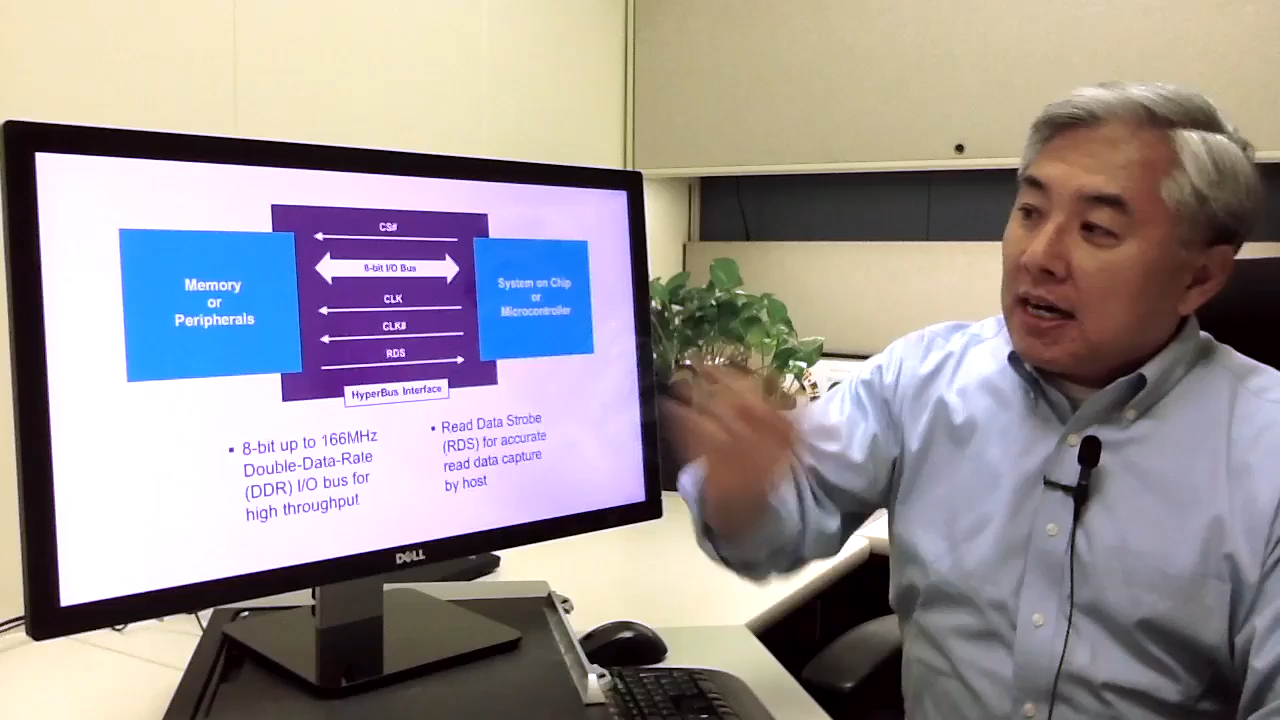 CS#
8-bit I/O Bus
CLK
CLK#
RDS
Memory
or
Peripherals
System on Chip
or
Microcontroller
HyperBus Interface
▪ 8-bit up to 166MHz
Double-Data-Rate
(DDR) I/O bus for
high throughput
▪ Read Data Strobe
(RDS) for accurate
read data capture
by host
DELL